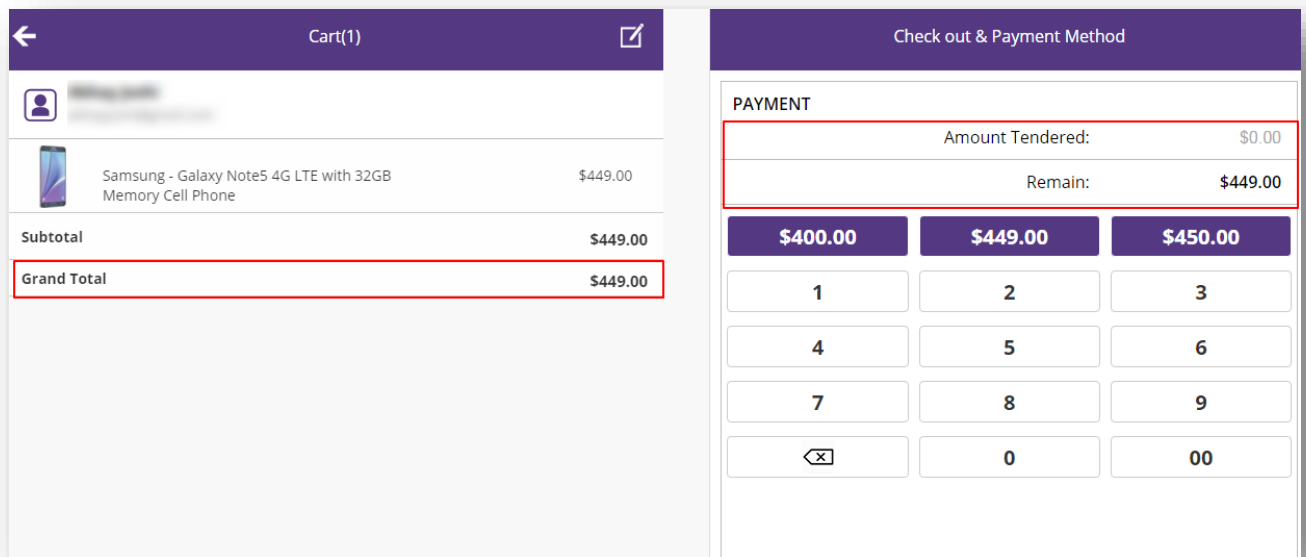 Cart(1)
Samsung - Galaxy Note5 4G LTE with 32GB
Memory Cell Phone
$449.00
Subtotal
$449.00
Grand Total
$449.00
Check out & Payment Method
PAYMENT
Amount Tendered:
$0.00
Remain:
$449.00
$400.00
$449.00
$450.00
1
2
3
4
5
6
7
8
9
0
00